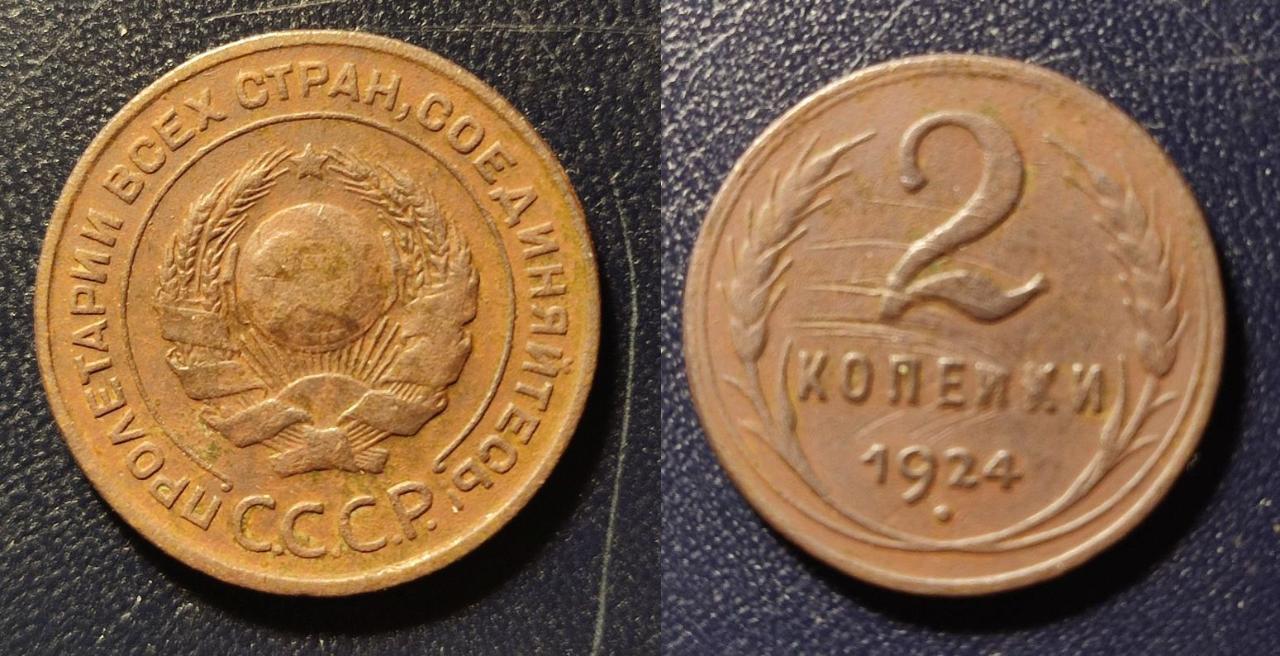 ПРОЛЕТАРИИ ВСЕХ СТРАН, СОЕДИНЯЙТЕСЬ!
С.С.С.Р.
2
КОПЕЙКИ
1924